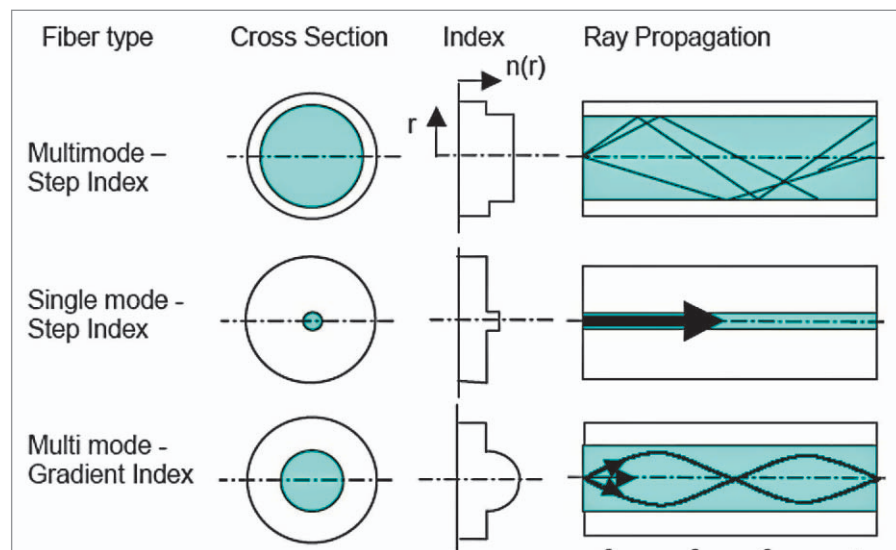 Fiber type Cross Section Index Ray Propagation
n(r)
r
Multimode –
Step Index
Single mode -
Step Index
Multi mode -
Gradient Index